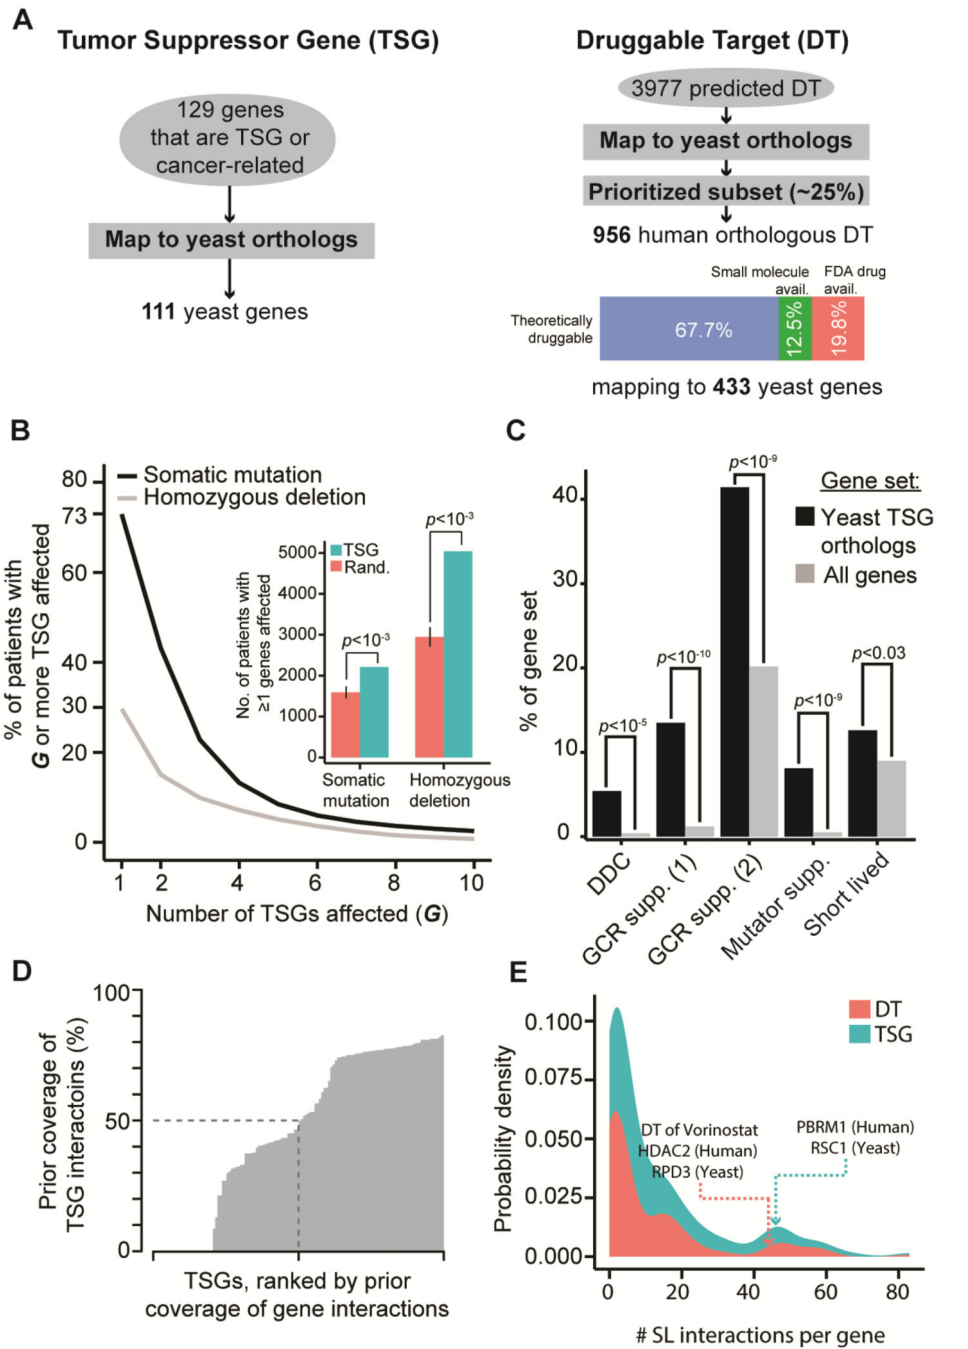 A
Tumor Suppressor Gene (TSG)
129 genes
that are TSG or
cancer-related
Map to yeast orthologs
111 yeast genes
Druggable Target (DT)
3977 predicted DT
Map to yeast orthologs
Prioritized subset (~25%)
956 human orthologous DT
Small molecule
avail.
FDA drug
avail.
Theoretically
druggable
67.7%
12.5%
19.8%
mapping to 433 yeast genes
B
% of patients with
G or more TSG affected
80
73
60
40
30
20
0
Somatic mutation
Homozygous deletion
No. of patients with
≥1 genes affected
5000
4000
3000
2000
1000
0
TSG
Rand.
p<10-3
p<10-3
Somatic
mutation
Homozygous
deletion
1
2
4
6
8
10
Number of TSGs affected (G)
C
% of gene set
40
30
20
10
0
p<10-5
p<10-10
p<10-9
p<10-9
p<0.03
Gene set:
Yeast TSG
orthologs
All genes
DDC
GCR supp. (1)
GCR supp. (2)
Mutator supp.
Short lived
D
Prior coverage of
TSG interactoins (%)
100
50
0
TSGs, ranked by prior
coverage of gene interactions
E
Probability density
0.100
0.075
0.050
0.025
0.000
DT
TSG
DT of Vorinostat
HDAC2 (Human)
RPD3 (Yeast)
PBRM1 (Human)
RSC1 (Yeast)
0
20
40
60
80
# SL interactions per gene